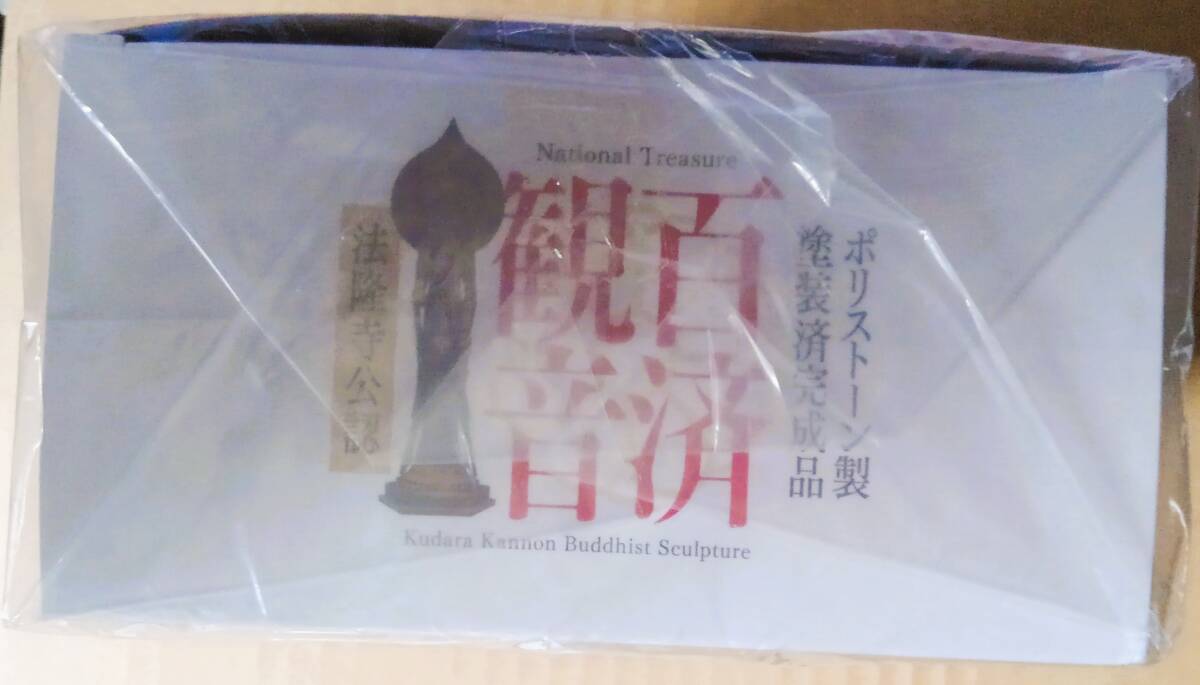 National Treasure
百済
観音
Kudara Kannon Buddhist Sculpture
ポリストーン製
塗装済完成品
法隆寺公認